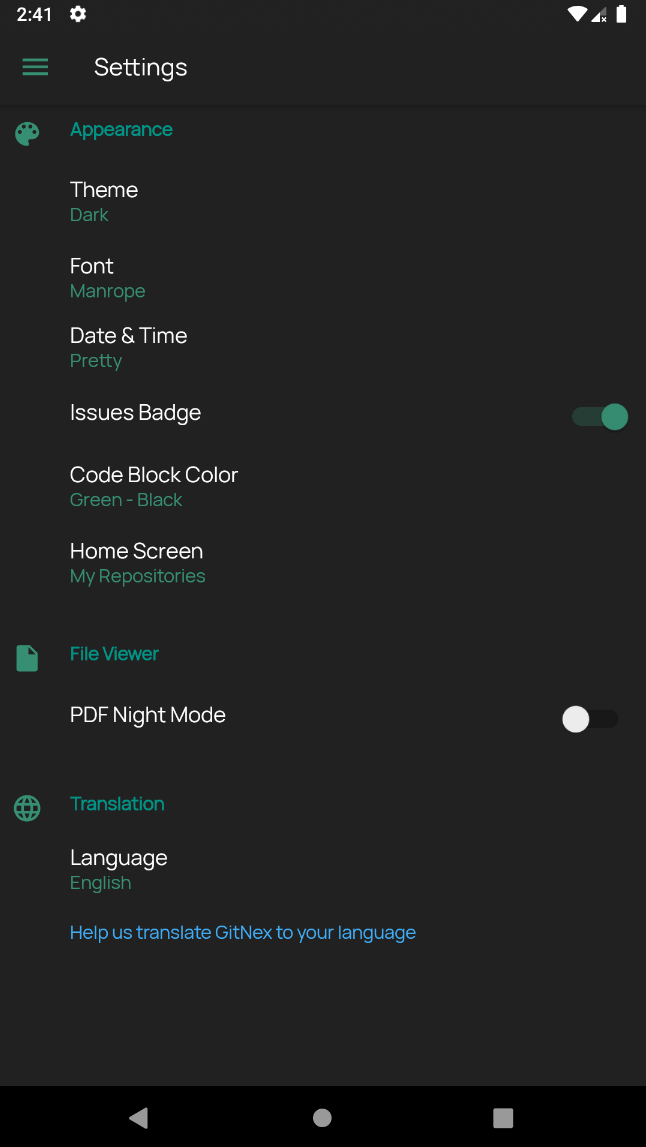 2:41
Settings
Appearance
Theme
Dark
Font
Manrope
Date & Time
Pretty
Issues Badge
Code Block Color
Green - Black
Home Screen
My Repositories
File Viewer
PDF Night Mode
Translation
Language
English
Help us translate GitNex to your language